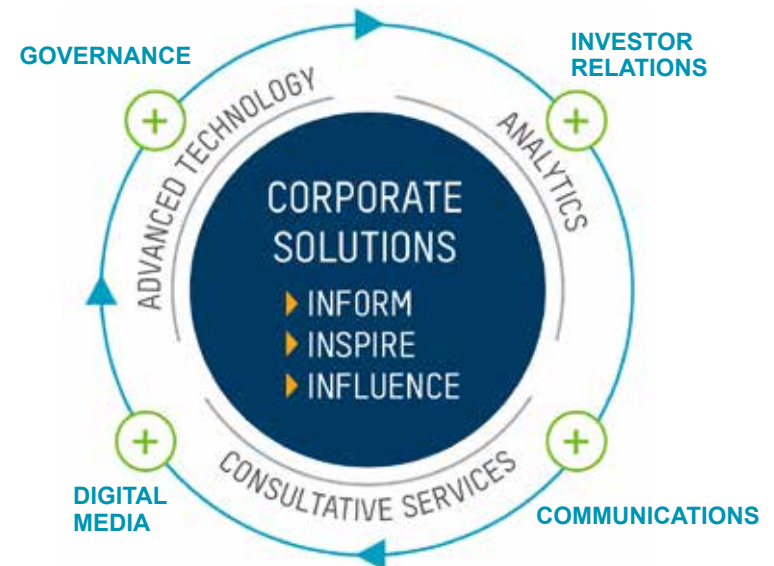 GOVERNANCE
INVESTOR
RELATIONS
ADVANCED TECHNOLOGY
ANALYTICS
CORPORATE
SOLUTIONS
INFORM
INSPIRE
INFLUENCE
CONSULTATIVE SERVICES
DIGITAL
MEDIA
COMMUNICATIONS